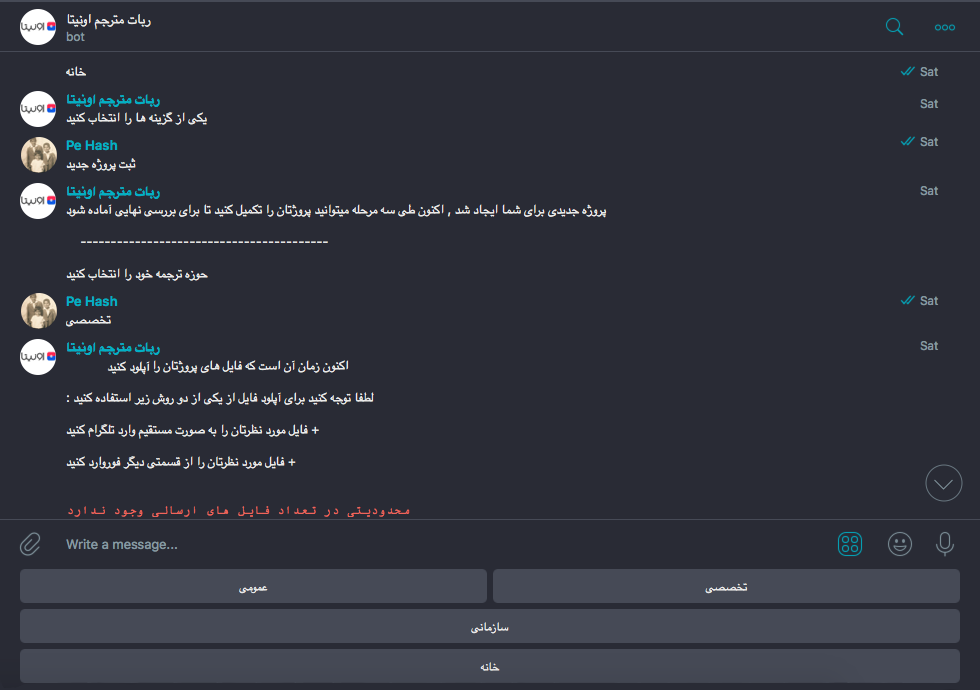 ربات مترجم اونیتا
bot
خانه
Sat
ربات مترجم اونیتا
Sat
یکی از گزینه ها را انتخاب کنید
Pe Hash
Sat
ثبت پروژه جدید
ربات مترجم اونیتا
Sat
پروژه جدیدی برای شما ایجاد شد , اکنون طی سه مرحله میتوانید پروژتان را تکمیل کنید تا برای بررسی نهایی آماده شود
-----------------------------------------
حوزه ترجمه خود را انتخاب کنید
Pe Hash
Sat
تخصصی
ربات مترجم اونیتا
Sat
اکنون زمان آن است که فایل های پروژتان را آپلود کنید
لطفا توجه کنید برای آپلود فایل از یکی از دو روش زیر استفاده کنید :
+ فایل مورد نظرتان را به صورت مستقیم وارد تلگرام کنید
+ فایل مورد نظرتان را از قسمتی دیگر فوروارد کنید
محدودیتی در تعداد فایل های ارسالی وجود ندارد
Write a message...
عمومی
تخصصی
سازمانی
خانه